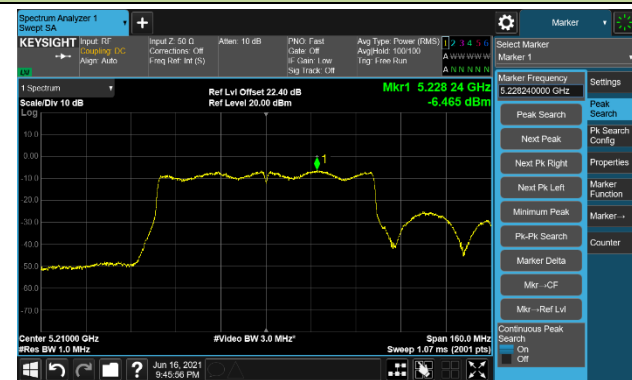 Spectrum Analyzer 1
Swept SA
Marker
KEYSIGHT
Input: RF
Coupling: DC
Align: Auto
Input Z: 50 Ω
Corrections: Off
Freq Ref: Int (S)
Atten: 10 dB
PNO: Fast
Gate: Off
IF Gain: Low
Sig Track: Off
Avg Type: Power (RMS)
Avg|Hold: 100/100
Trig: Free Run
1 2 3 4 5 6
A W W W W W
A N N N N N
Select Marker
Marker 1
1 Spectrum
Scale/Div 10 dB
Log
Ref Lvl Offset 22.40 dB
Ref Level 20.00 dBm
Mkr1 5.228 24 GHz
-6.465 dBm
10.0
0.00
-10.0
-20.0
-30.0
-40.0
-50.0
-60.0
-70.0
1
Center 5.21000 GHz
#Res BW 1.0 MHz
#Video BW 3.0 MHz*
Span 160.0 MHz
Sweep 1.07 ms (2001 pts)
Marker Frequency
5.228240000 GHz
Peak Search
Next Peak
Next Pk Right
Next Pk Left
Minimum Peak
Pk-Pk Search
Marker Delta
Mkr→CF
Mkr→Ref Lvl
Continuous Peak
Search
On
Off
Settings
Peak
Search
Pk Search
Config
Properties
Marker
Function
Marker→
Counter
Jun 16, 2021
9:45:56 PM